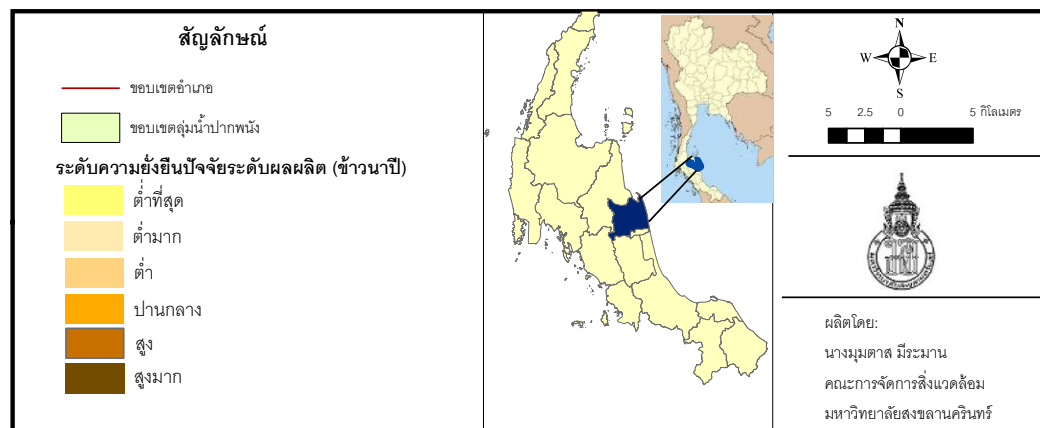 สัญลักษณ์
ขอบเขตอำเภอ
ขอบเขตลุ่มน้ำปากพนัง
ระดับความยั่งยืนปัจจัยระดับผลผลิต (ข้าวนาปี)
ต่ำที่สุด
ต่ำมาก
ต่ำ
ปานกลาง
สูง
สูงมาก
N
W E
S
5 2.5 0 5 กิโลเมตร
ผลิตโดย:
นางมุมตาส มีระมาน
คณะการจัดการสิ่งแวดล้อม
มหาวิทยาลัยสงขลานครินทร์